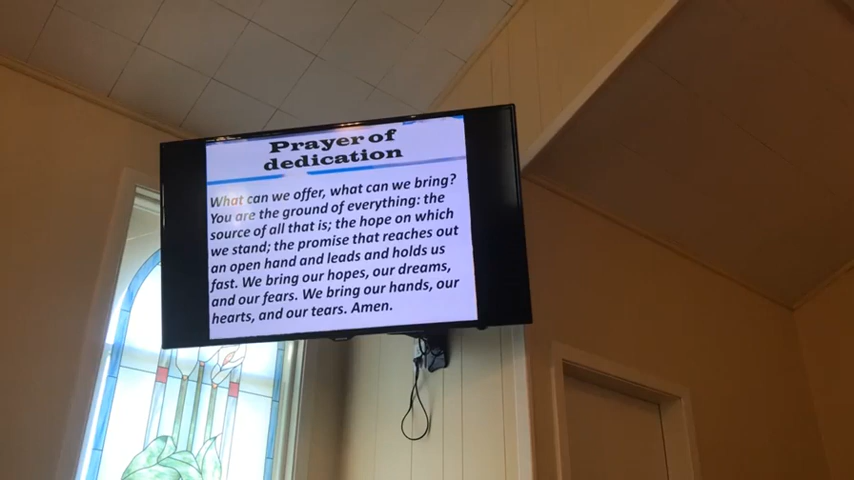 Prayer of
dedication
What can we offer, what can we bring?
You are the ground of everything: the
source of all that is; the hope on which
we stand; the promise that reaches out
an open hand and leads and holds us
fast. We bring our hopes, our dreams,
and our fears. We bring our hands, our
hearts, and our tears. Amen.